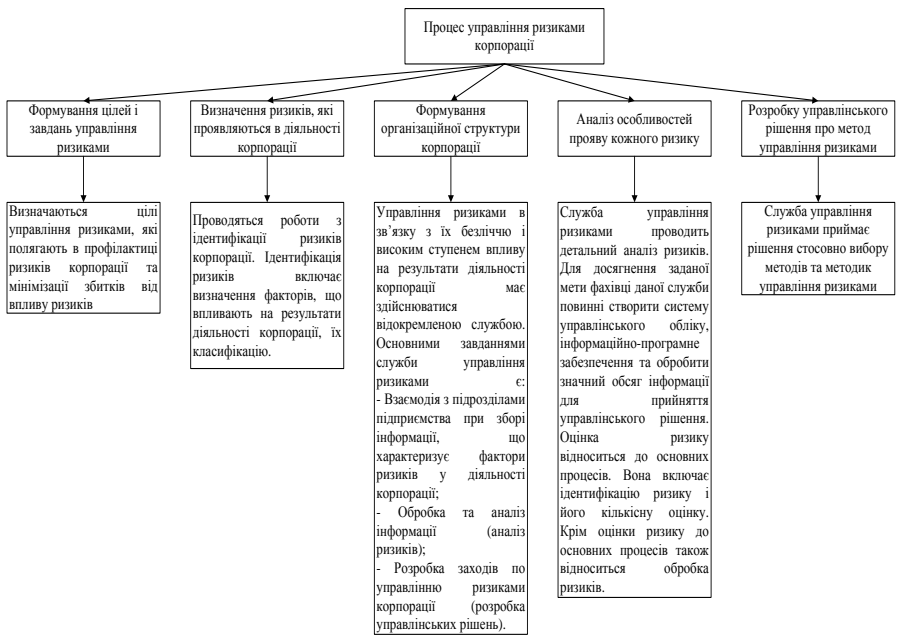 Процес управління ризиками
корпорації
Формування цілей і
завдань управління
ризиками
Визначення ризиків, які
проявляються в діяльності
корпорації
Формування
організаційної структури
корпорації
Аналіз особливостей
прояву кожного ризику
Розробку управлінського
рішення про метод
управління ризиками
Визначаються цілі
управління ризиками, які
полягають в профілактиці
ризиків корпорації та
мінімізації збитків від
впливу ризиків
Проводяться роботи з
ідентифікації ризиків
корпорації. Ідентифікація
ризиків включає
визначення факторів, що
впливають на результати
діяльності корпорації, їх
класифікацію.
Управління ризиками в
зв’язку з їх безліччю і
високим ступенем впливу
на результати діяльності
корпорації має
здійснюватися
відокремленою службою.
Основними завданнями
служби управління
ризиками є:
- Взаємодія з підрозділами
підприємства при зборі
інформації, що
характеризує фактори
ризиків у діяльності
корпорації;
- Обробка та аналіз
інформації (аналіз
ризиків);
- Розробка заходів по
управлінню ризиками
корпорації (розробка
управлінських рішень).
Служба управління
ризиками проводить
детальний аналіз ризиків.
Для досягнення заданої
мети фахівці даної служби
повинні створити систему
управлінського обліку,
інформаційно-програмне
забезпечення та обробити
значний обсяг інформації
для прийняття
управлінського рішення.
Оцінка ризику
відноситься до основних
процесів. Вона включає
ідентифікацію ризику і
його кількісну оцінку.
Крім оцінки ризику до
основних процесів також
відноситься обробка
ризиків.
Служба управління
ризиками приймає
рішення стосовно вибору
методів та методик
управління ризиками